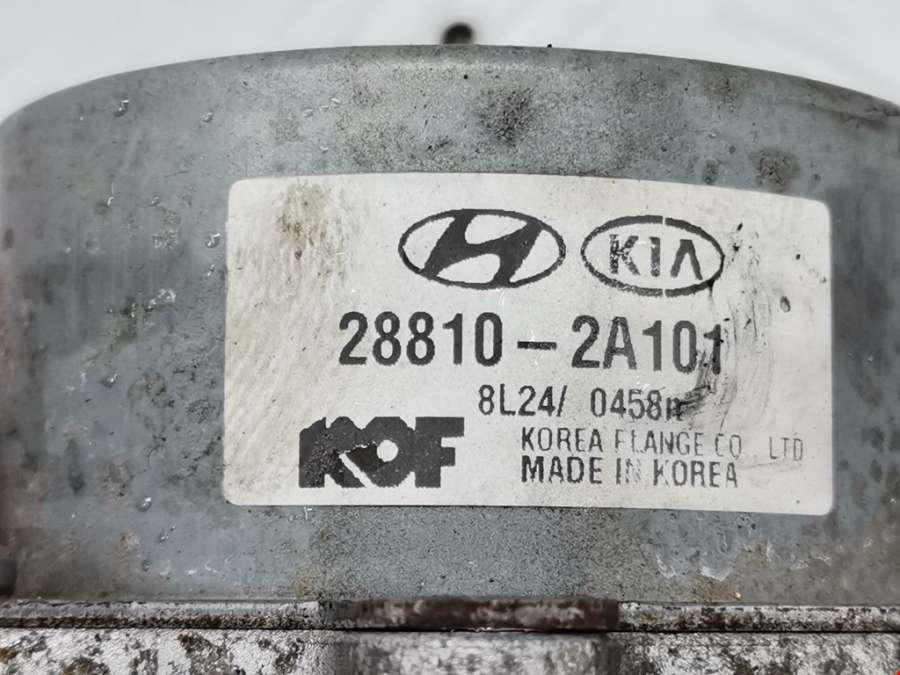 KIA
28810-2A101
8L24/ 0458
KOF
KOREA FLANGE CO., LTD
MADE IN KOREA